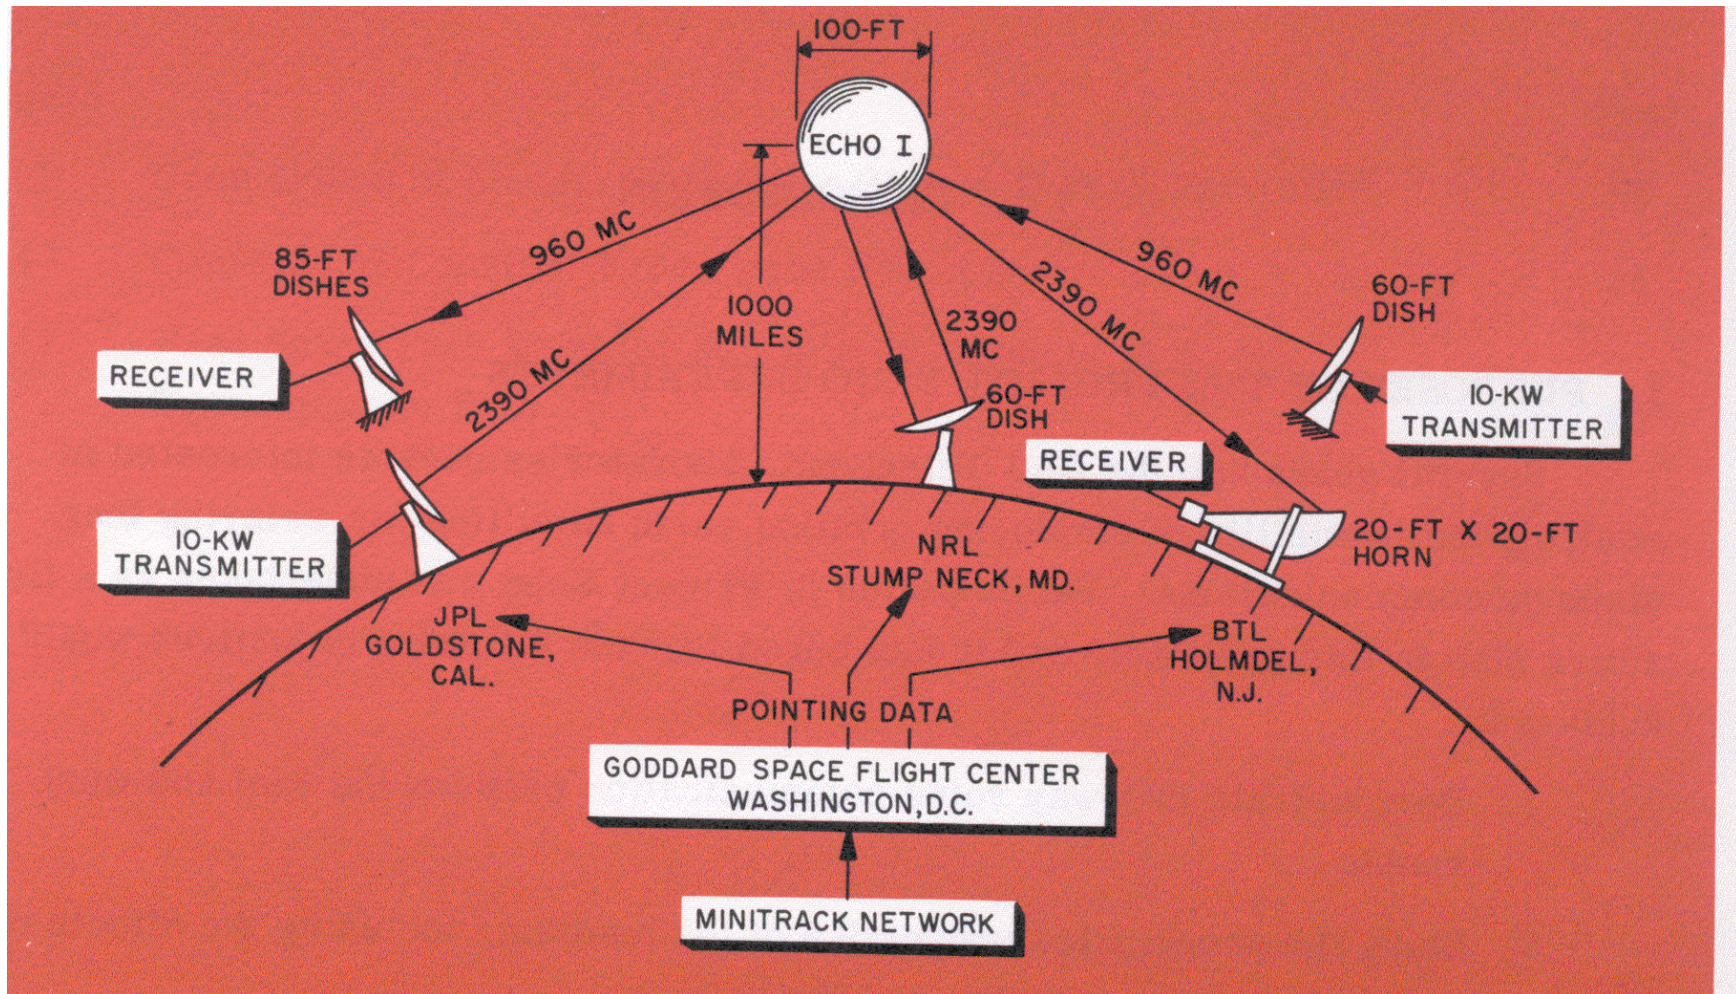 100-FT
ECHO I
960 MC
85-FT
DISHES
2390 MC
1000
MILES
2390
MC
960 MC
2390 MC
60-FT
DISH
RECEIVER
60-FT
DISH
10-KW
TRANSMITTER
RECEIVER
10-KW
TRANSMITTER
20-FT X 20-FT
HORN
NRL
STUMP NECK, MD.
JPL
GOLDSTONE,
CAL.
BTL
HOLMDEL,
N.J.
POINTING DATA
GODDARD SPACE FLIGHT CENTER
WASHINGTON, D.C.
MINITRACK NETWORK